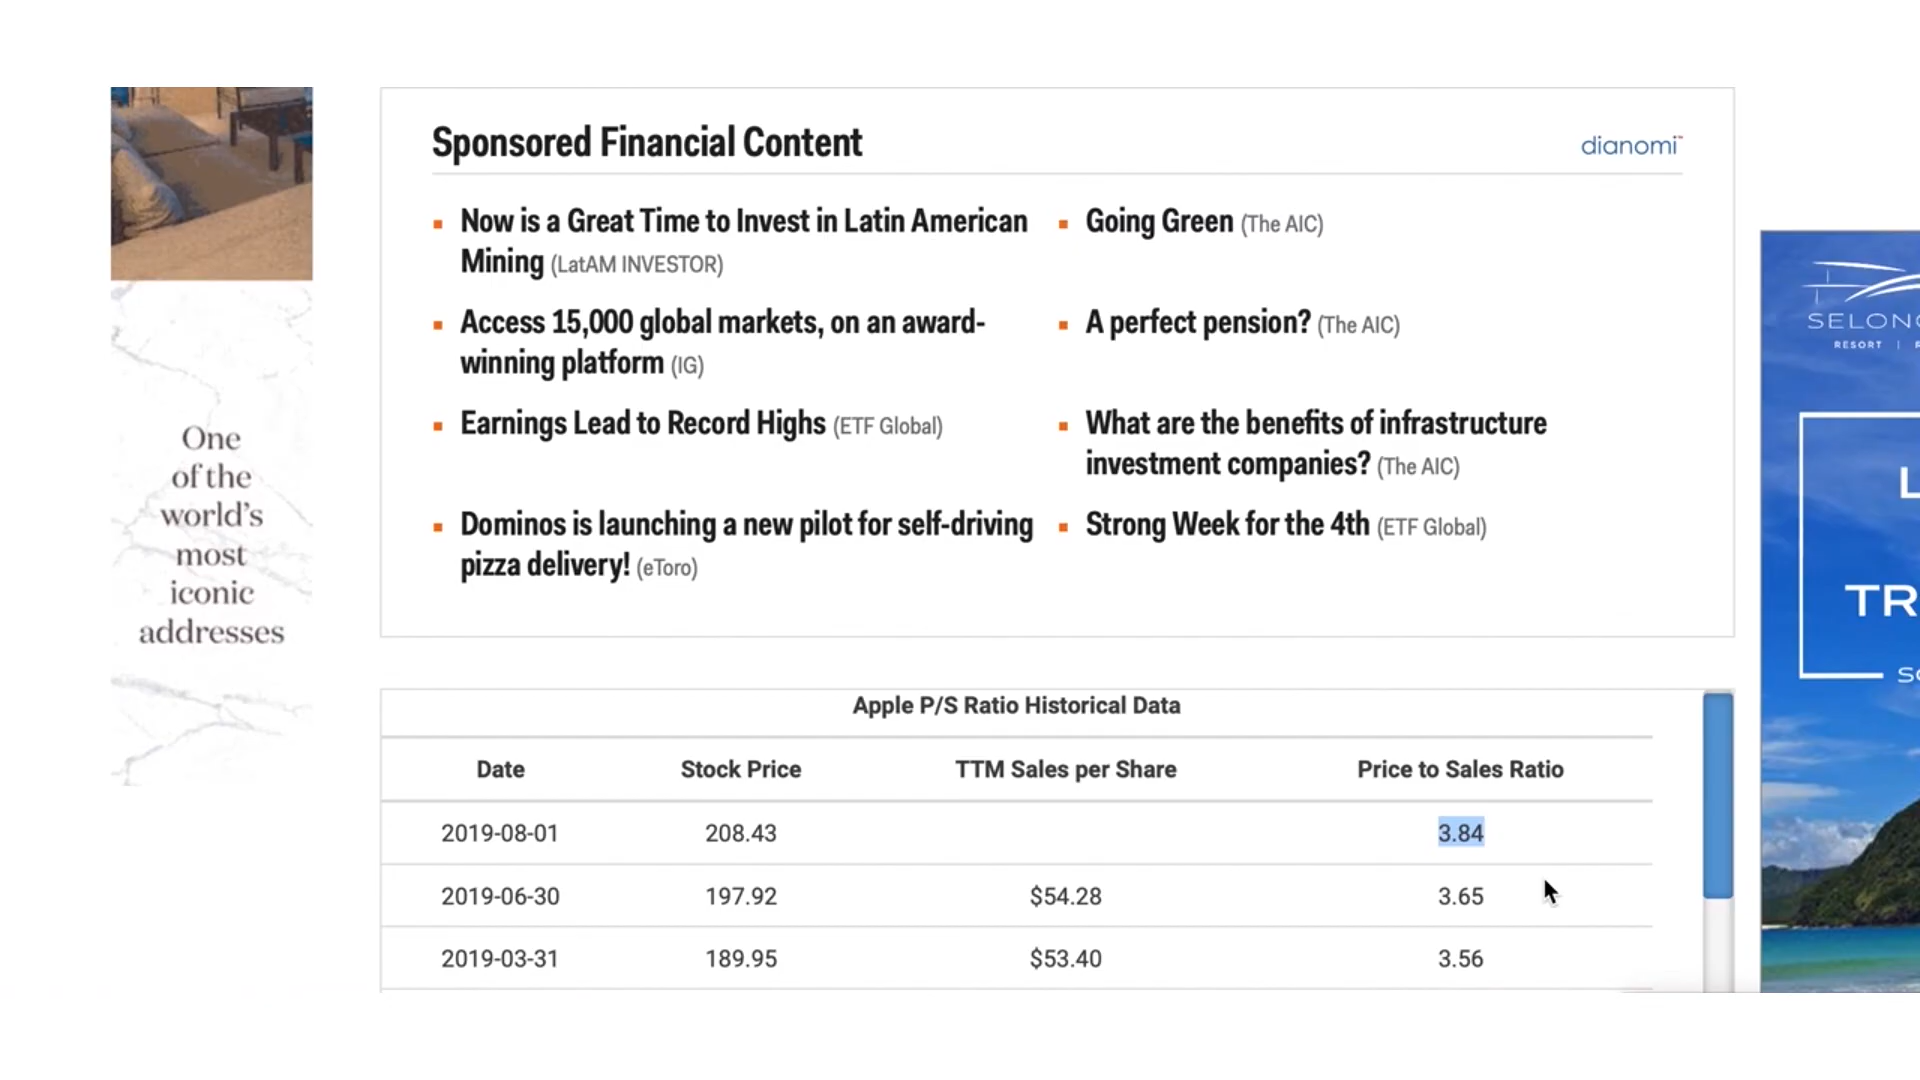 Sponsored Financial Content
dianomi
Now is a Great Time to Invest in Latin American
Mining (LatAM INVESTOR)
Going Green (The AIC)
Access 15,000 global markets, on an award-
winning platform (IG)
A perfect pension? (The AIC)
Earnings Lead to Record Highs (ETF Global)
What are the benefits of infrastructure
investment companies? (The AIC)
Dominos is launching a new pilot for self-driving
pizza delivery! (eToro)
Strong Week for the 4th (ETF Global)
One
of the
world's
most
iconic
addresses
SELONG
RESORT |
L
TR
Apple P/S Ratio Historical Data
Date Stock Price TTM Sales per Share Price to Sales Ratio
2019-08-01 208.43 3.84
2019-06-30 197.92 $54.28 3.65
2019-03-31 189.95 $53.40 3.56